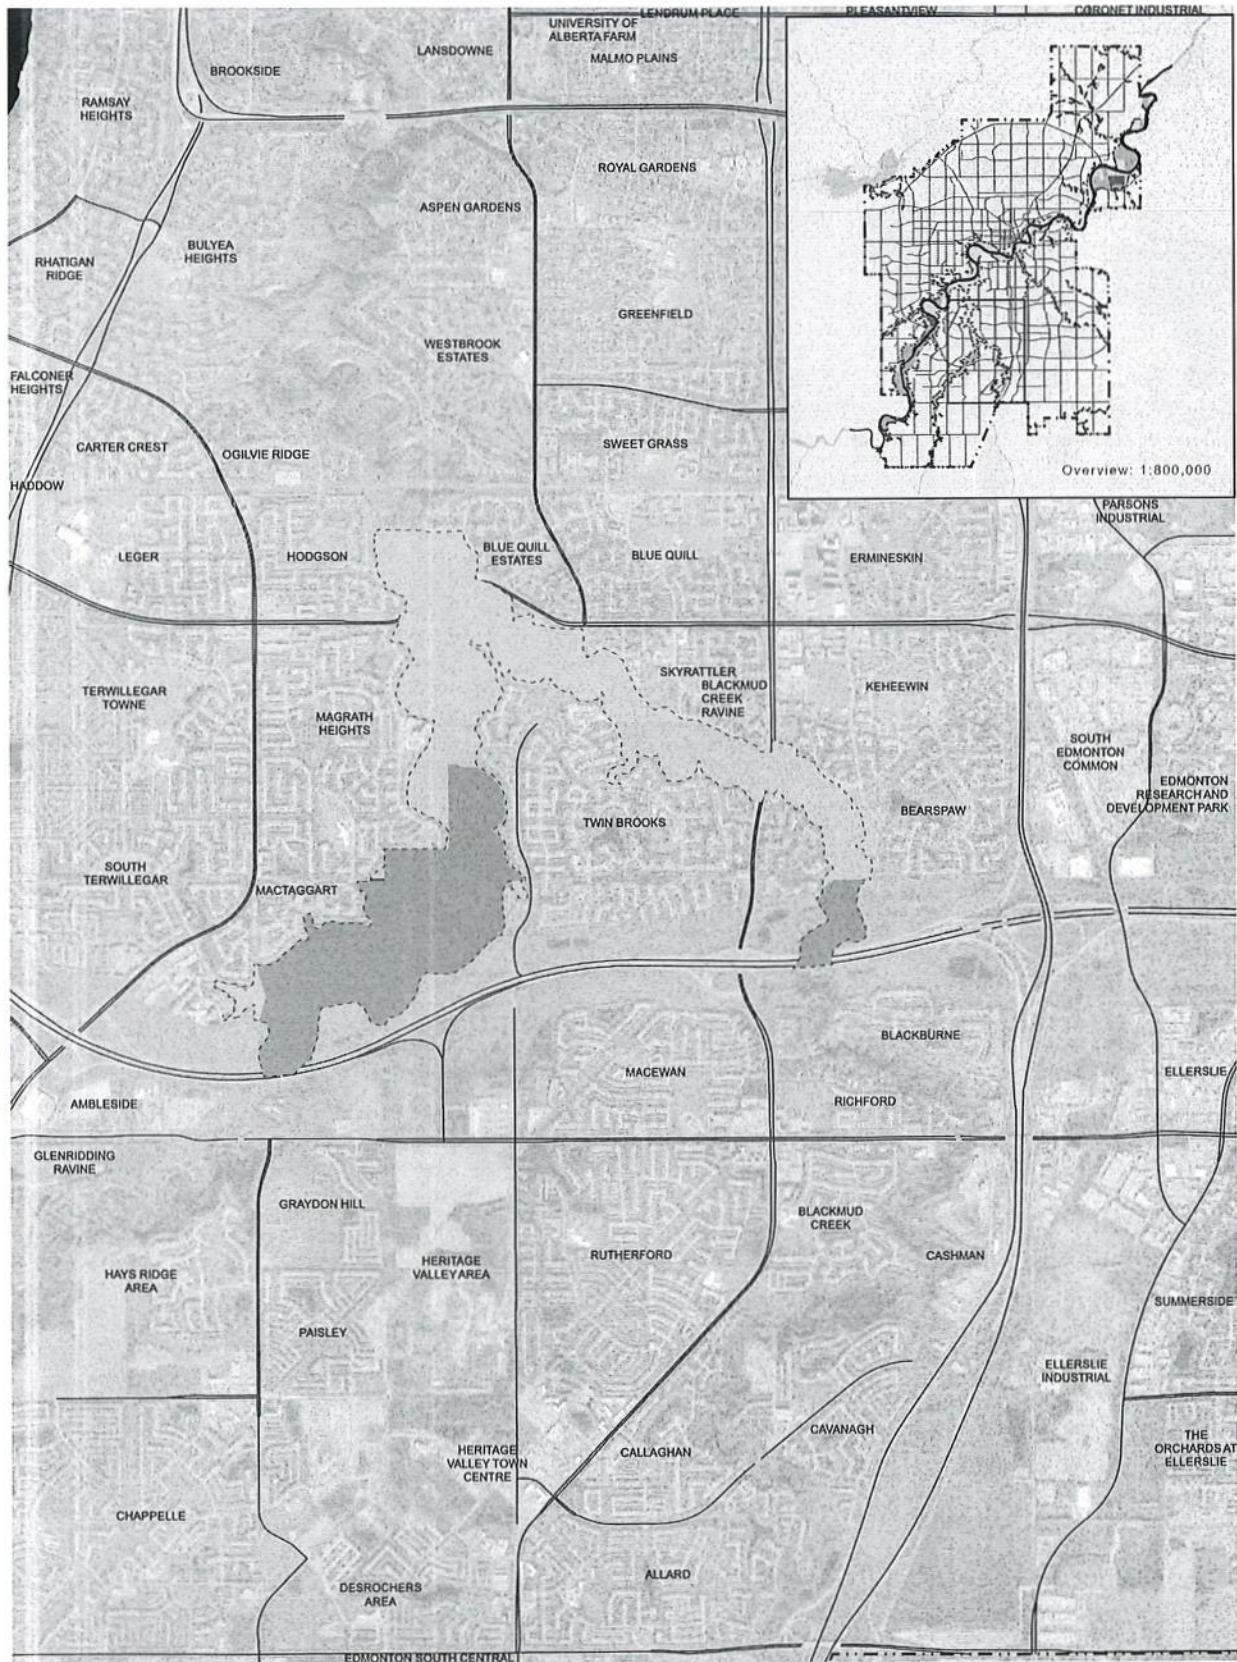 LENDRUM PLACE
PLEASANTVIEW
CORONET INDUSTRIAL
UNIVERSITY OF
ALBERTA FARM
LANSDOWNE
MALMO PLAINS
BROOKSIDE
RAMSAY
HEIGHTS
ROYAL GARDENS
ASPEN GARDENS
BULYEA
HEIGHTS
RHATIGAN
RIDGE
GREENFIELD
WESTBROOK
ESTATES
FALCONER
HEIGHTS
CARTER CREST
OGILVIE RIDGE
SWEET GRASS
Overview: 1:800,000
HADDOW
PARSONS
INDUSTRIAL
LEGER
HODGSON
BLUE QUILL
ESTATES
BLUE QUILL
ERMINESKIN
SKYRATTLER
BLACKMUD
CREEK
RAVINE
KEHEEWIN
TERWILLEGAR
TOWNE
MAGRATH
HEIGHTS
SOUTH
EDMONTON
COMMON
EDMONTON
RESEARCH AND
DEVELOPMENT PARK
TWIN BROOKS
BEARSPAW
SOUTH
TERWILLEGAR
MACTAGGART
BLACKBURNE
MACEWAN
ELLERSLIE
AMBLESIDE
RICHFORD
GLENRIDDING
RAVINE
GRAYDON HILL
BLACKMUD
CREEK
HAYS RIDGE
AREA
HERITAGE
VALLEY AREA
RUTHERFORD
CASHMAN
SUMMERSIDE
PAISLEY
ELLERSLIE
INDUSTRIAL
CAVANAGH
HERITAGE
VALLEY TOWN
CENTRE
CALLAGHAN
THE
ORCHARDS AT
ELLERSLIE
CHAPPELLE
ALLARD
DESROCHERS
AREA
EDMONTON SOUTH CENTRAL